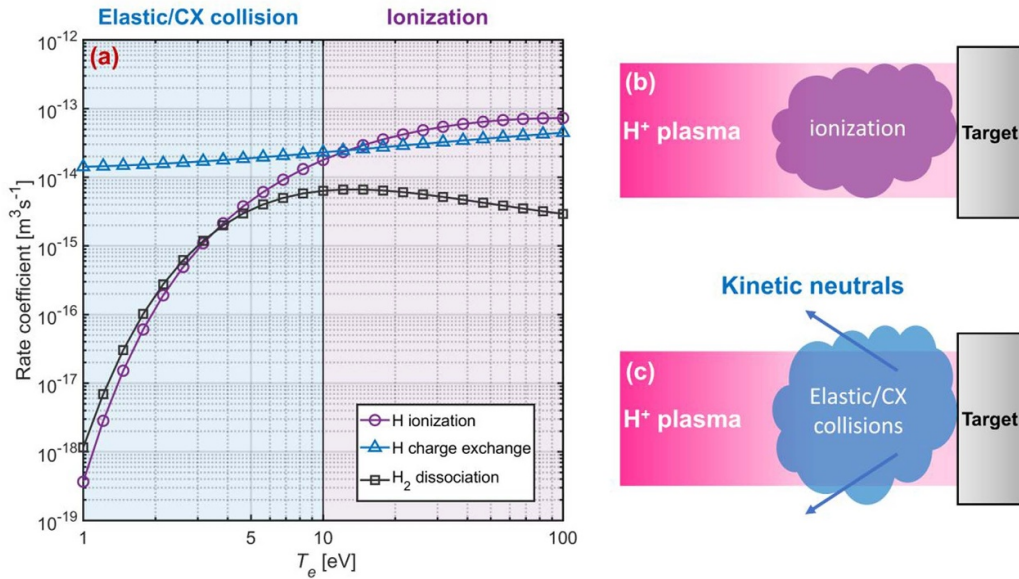 Elastic/CX collision
Ionization
(a)
10⁻¹²
10⁻¹³
10⁻¹⁴
10⁻¹⁵
10⁻¹⁶
10⁻¹⁷
10⁻¹⁸
10⁻¹⁹
Rate coefficient [m³s⁻¹]
H ionization
H charge exchange
H₂ dissociation
1
5
10
100
Tₑ [eV]
(b)
H⁺ plasma
ionization
Target
Kinetic neutrals
(c)
H⁺ plasma
Elastic/CX
collisions
Target